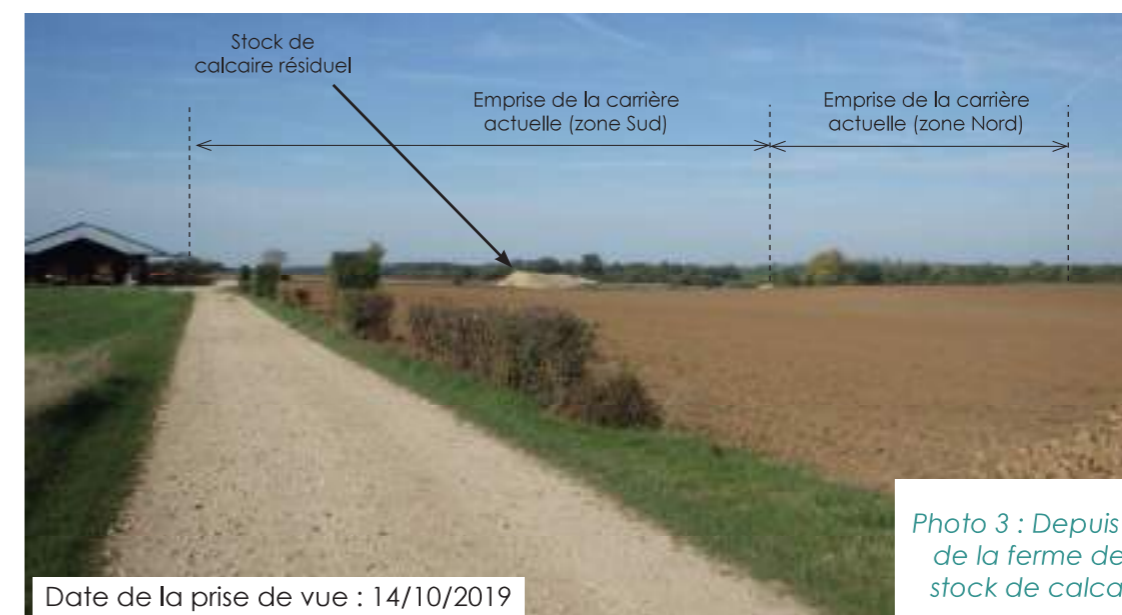 Stock de
calcaire résiduel
Emprise de la carrière
actuelle (zone Sud)
Emprise de la carrière
actuelle (zone Nord)
Photo 3 : Depuis
de la ferme de
stock de calca
Date de la prise de vue : 14/10/2019